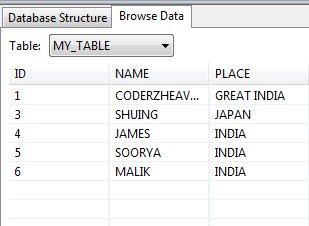 Database Structure Browse Data
Table: MY_TABLE
ID NAME PLACE
1 CODERZHEAV... GREAT INDIA
3 SHUING JAPAN
4 JAMES INDIA
5 SOORYA INDIA
6 MALIK INDIA